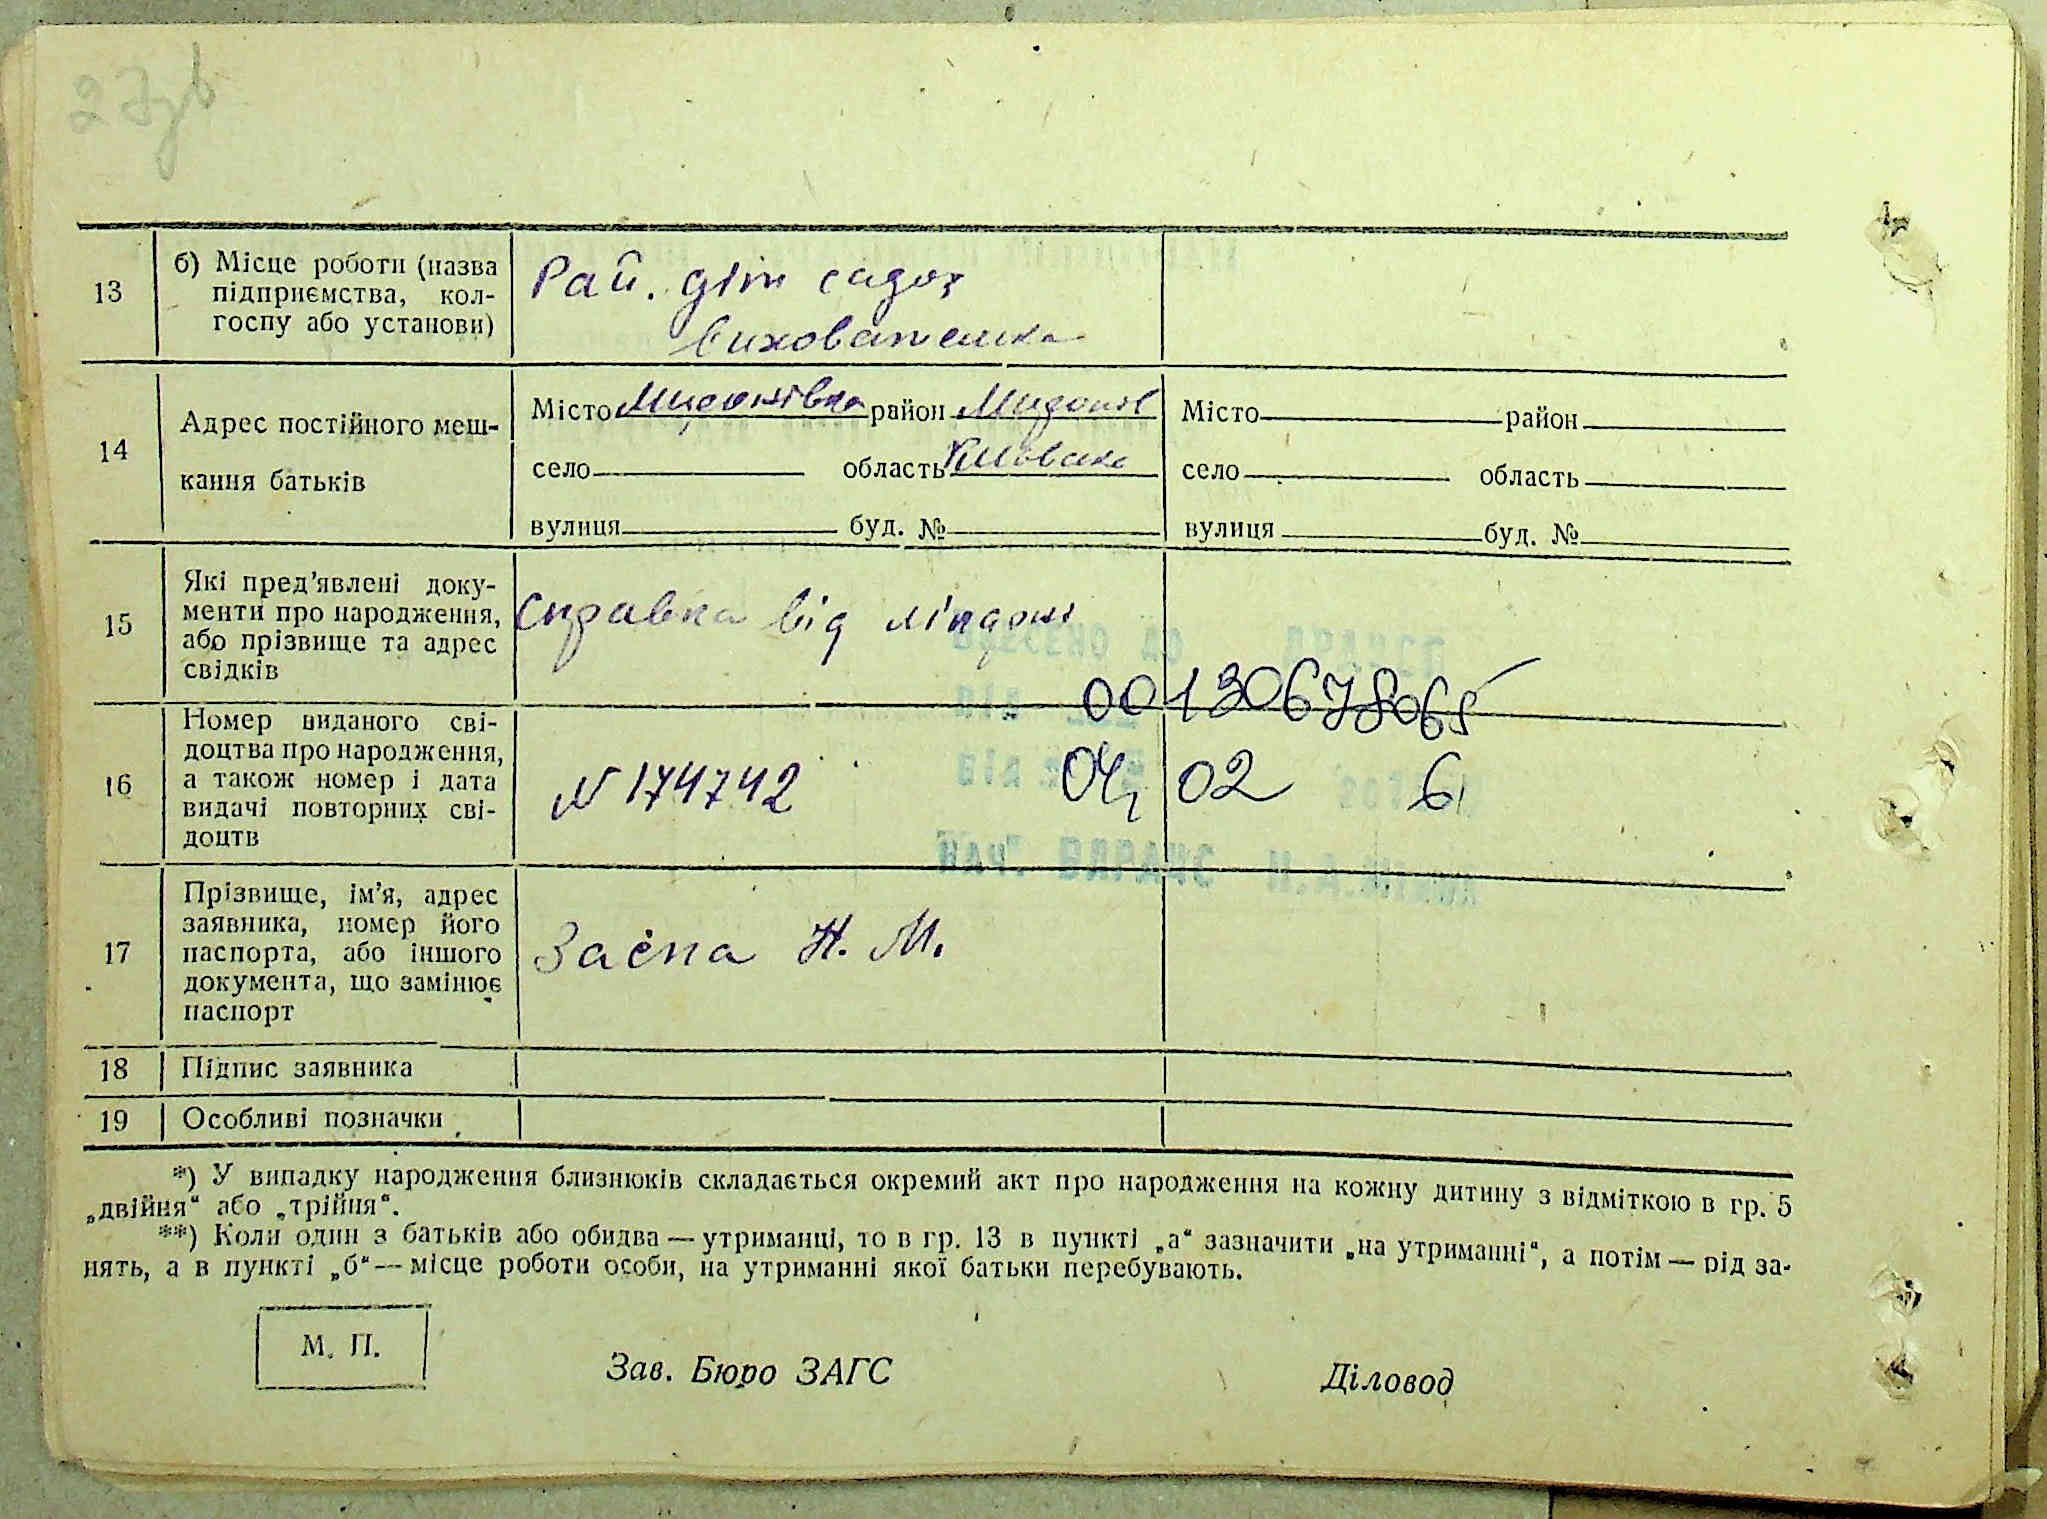 27зв
13 б) Місце роботи (назва
підприємства, кол-
госпу або установи)
Рай. діт садок
вихователька
14 Адрес постійного меш-
кання батьків
Місто Миронівка район Миронів Місто район
село область Київська село область
вулиця буд. № вулиця буд. №
15 Які пред'явлені доку-
менти про народження,
або прізвище та адрес
свідків
Справка від лікарні
00130678065
16 Номер виданого сві-
доцтва про народження,
а також номер і дата
видачі повторних сві-
доцтв
N 174742 04 02 6
17 Прізвище, ім'я, адрес
заявника, номер його
паспорта, або іншого
документа, що замінює
паспорт
Заєпа Н. М.
18 Підпис заявника
19 Особливі позначки
*) У випадку народження близнюків складається окремий акт про народження на кожну дитину з відміткою в гр. 5
„двійня“ або „трійня“.
**) Коли один з батьків або обидва — утриманці, то в гр. 13 в пункті „а“ зазначити „на утриманні“, а потім — рід за-
нять, а в пункті „б“ — місце роботи особи, на утриманні якої батьки перебувають.
М. П.
Зав. Бюро ЗАГС Діловод